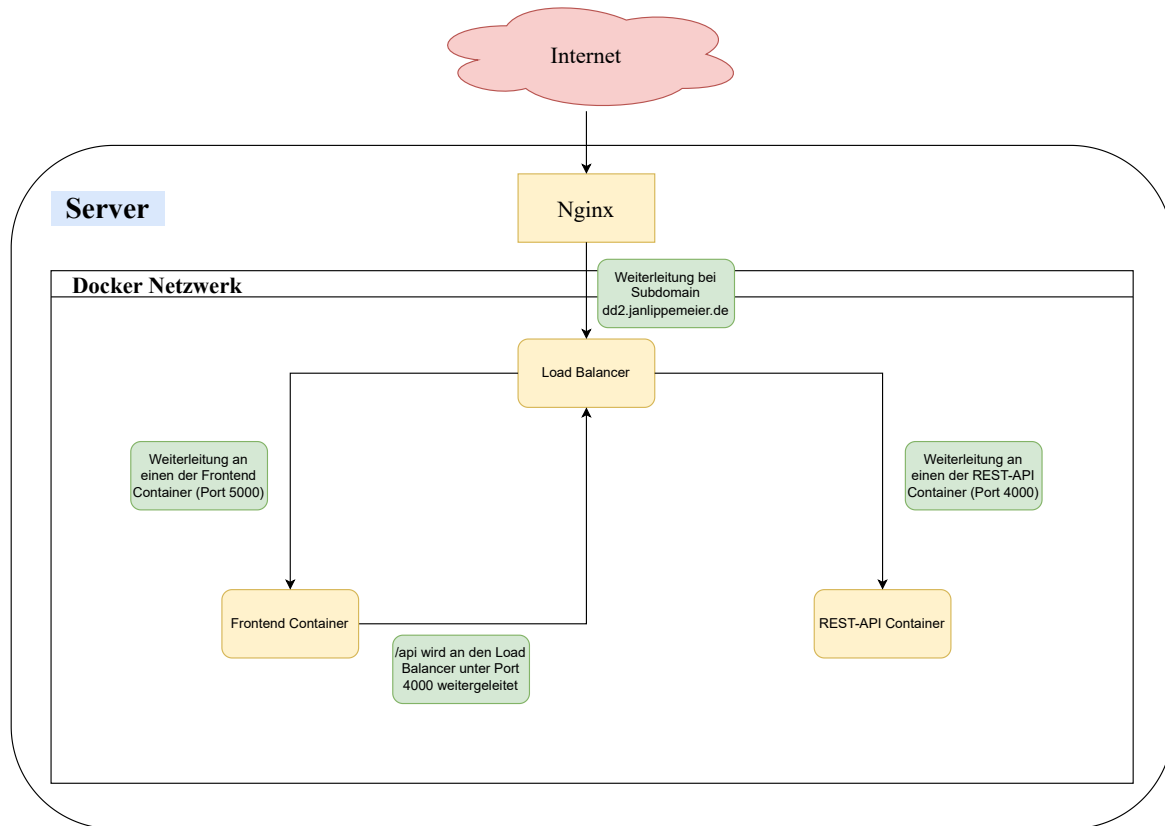 Internet
Server
Nginx
Docker Netzwerk
Weiterleitung bei
Subdomain
dd2.janlippemeier.de
Load Balancer
Weiterleitung an
einen der Frontend
Container (Port 5000)
Weiterleitung an
einen der REST-API
Container (Port 4000)
Frontend Container
REST-API Container
/api wird an den Load
Balancer unter Port
4000 weitergeleitet